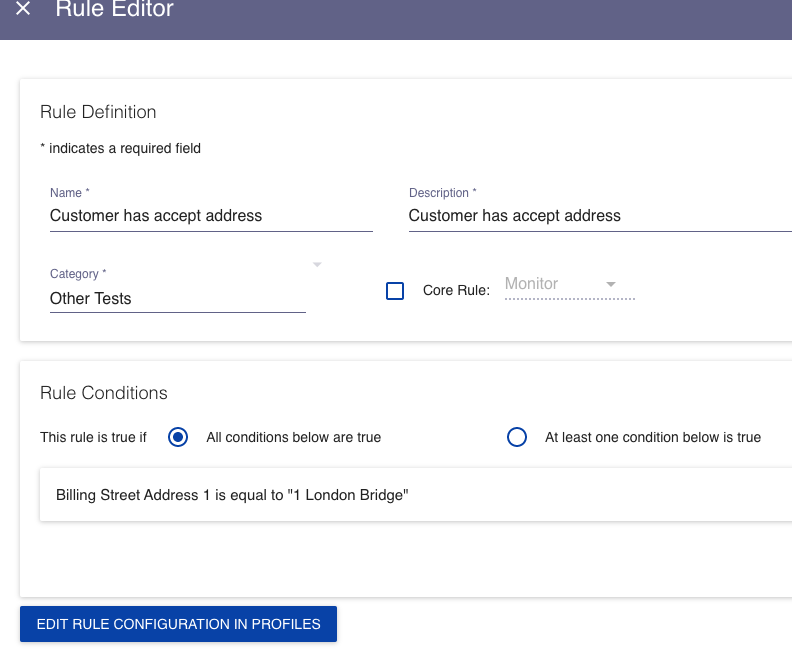 Rule Editor
Rule Definition
* indicates a required field
Name * Description *
Customer has accept address Customer has accept address
Category * Core Rule: Monitor
Other Tests
Rule Conditions
This rule is true if All conditions below are true At least one condition below is true
Billing Street Address 1 is equal to "1 London Bridge"
EDIT RULE CONFIGURATION IN PROFILES